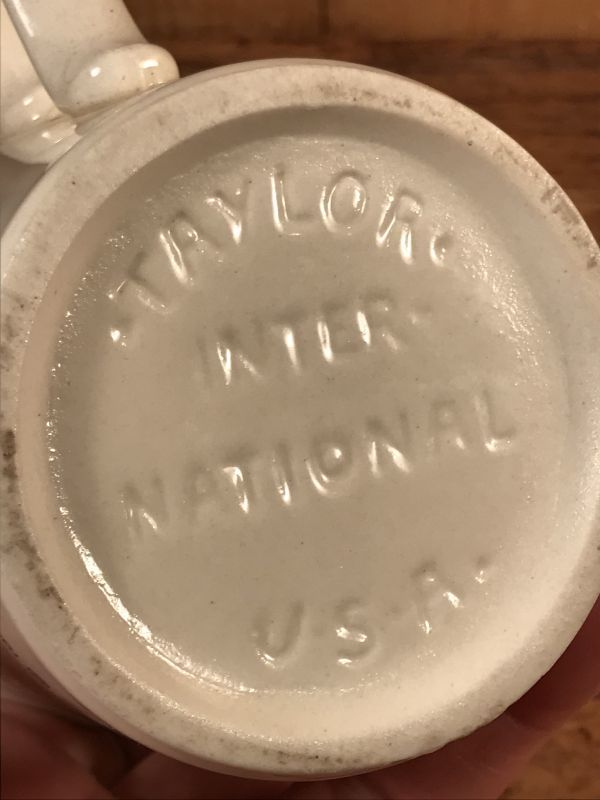 ·TAYLOR·
INTER-
NATIONAL
U·S·A·